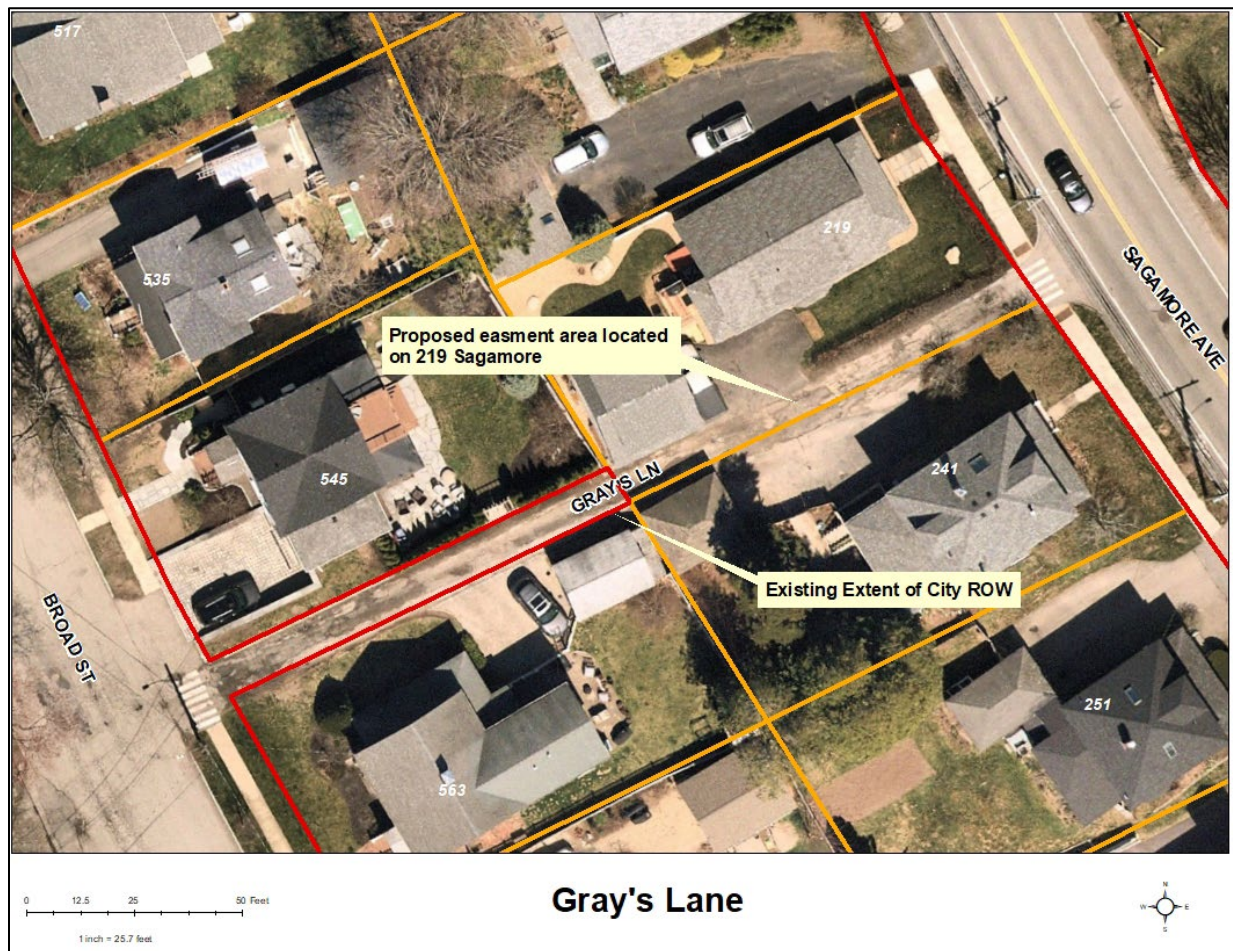 517
219
535
SAGAMORE AVE
Proposed easment area located
on 219 Sagamore
545
GRAY'S LN
241
Existing Extent of City ROW
BROAD ST
251
563
0 12.5 25 50 Feet
1 inch = 25.7 feet
Gray's Lane
N
W E
S